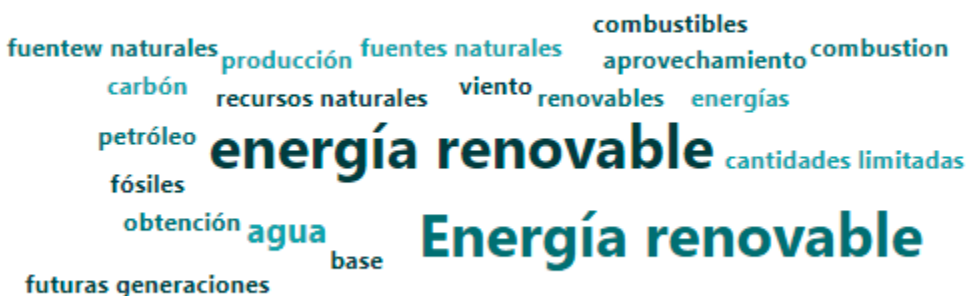 combustibles
fuentew naturales producción fuentes naturales aprovechamiento combustion
carbón recursos naturales viento renovables energías
petróleo energía renovable cantidades limitadas
fósiles
obtención agua Energía renovable
base
futuras generaciones